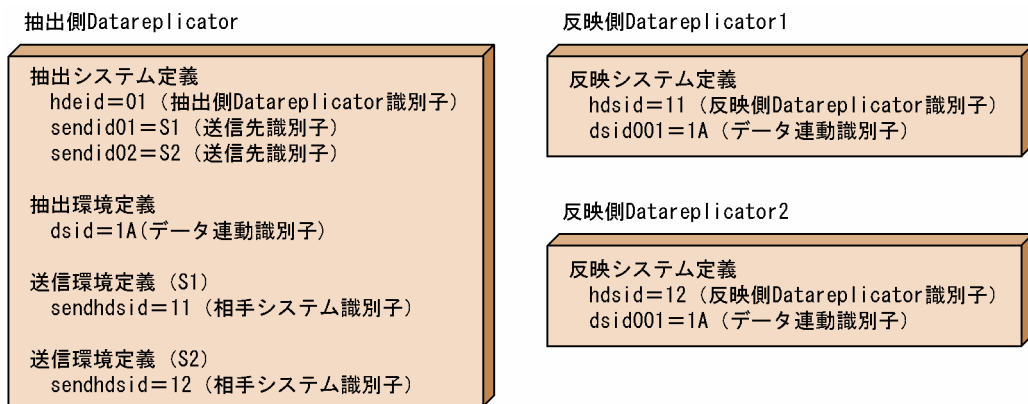 抽出側Datareplicator
抽出システム定義
hdeid=01（抽出側Datareplicator識別子）
sendid01=S1（送信先識別子）
sendid02=S2（送信先識別子）
抽出環境定義
dsid=1A(データ連動識別子)
送信環境定義（S1）
sendhdsid=11（相手システム識別子）
送信環境定義（S2）
sendhdsid=12（相手システム識別子）
反映側Datareplicator1
反映システム定義
hdsid=11（反映側Datareplicator識別子）
dsid001=1A（データ連動識別子）
反映側Datareplicator2
反映システム定義
hdsid=12（反映側Datareplicator識別子）
dsid001=1A（データ連動識別子）